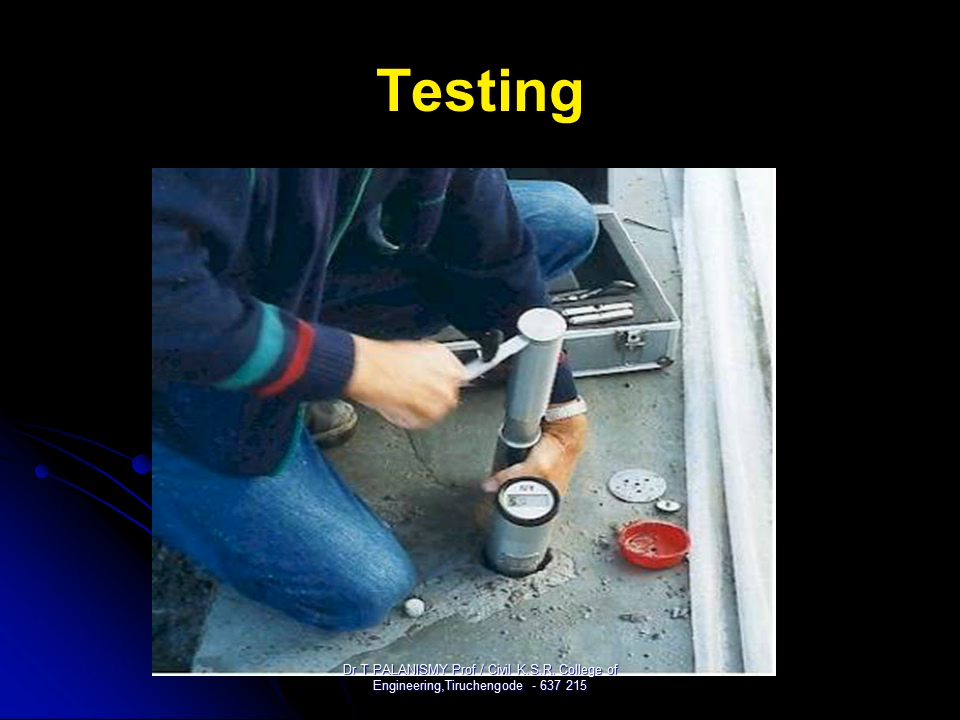 Testing
Dr T PALANISMY Prof / Civil K.S.R. College of
Engineering,Tiruchengode - 637 215